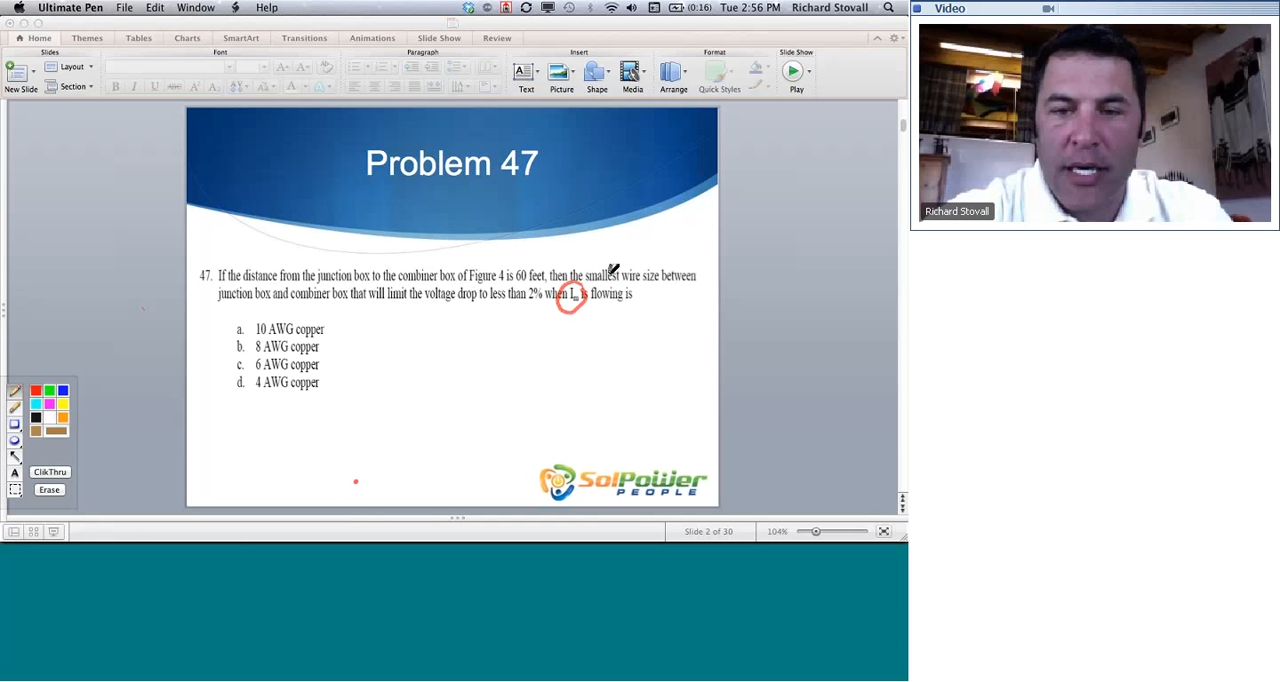 Ultimate Pen File Edit Window Help (0:16) Tue 2:56 PM Richard Stovall
Video
Home Themes Tables Charts SmartArt Transitions Animations Slide Show Review
Slides Font Paragraph Insert Format Slide Show
Layout
Section
New Slide
B I U ABC
Text Picture Shape Media Arrange Quick Styles Play
Richard Stovall
Problem 47
47. If the distance from the junction box to the combiner box of Figure 4 is 60 feet, then the smallest wire size between
junction box and combiner box that will limit the voltage drop to less than 2% when Im is flowing is
a. 10 AWG copper
b. 8 AWG copper
c. 6 AWG copper
d. 4 AWG copper
A
ClikThru
Erase
SolPower
PEOPLE
Slide 2 of 30 104%